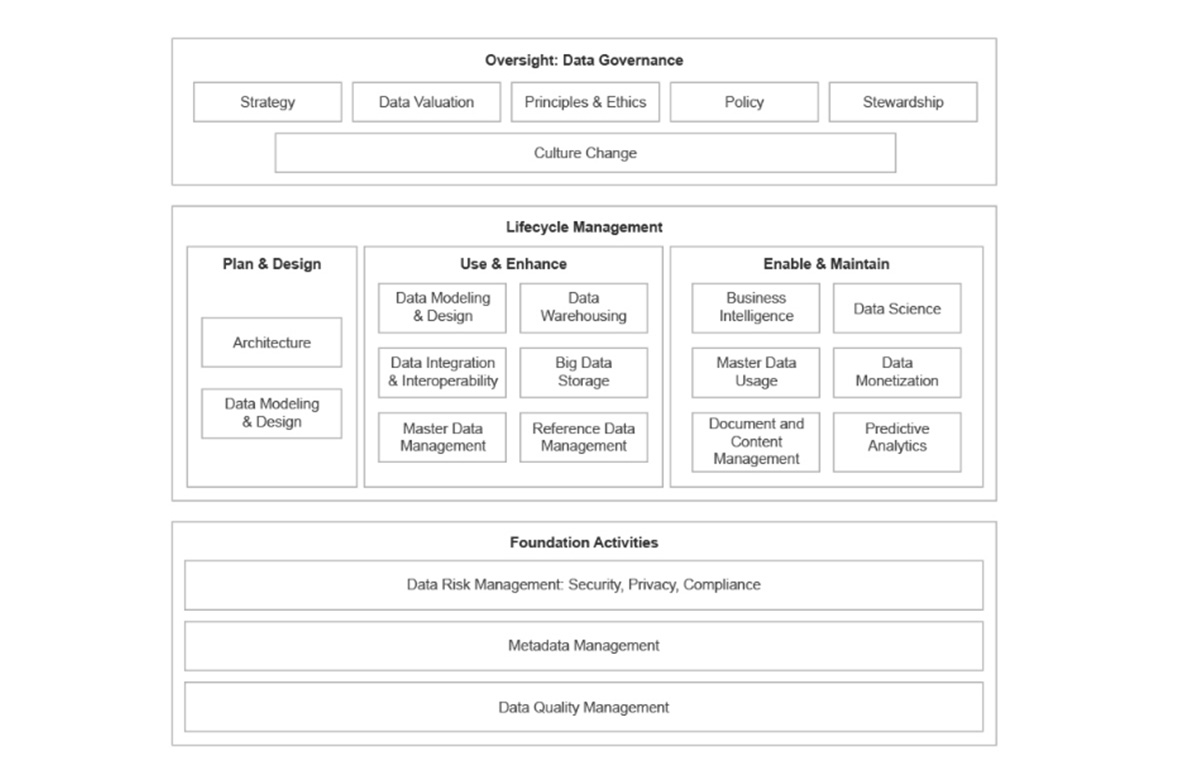 Oversight: Data Governance
Strategy
Data Valuation
Principles & Ethics
Policy
Stewardship
Culture Change
Lifecycle Management
Plan & Design
Architecture
Data Modeling
& Design
Use & Enhance
Data Modeling
& Design
Data
Warehousing
Data Integration
& Interoperability
Big Data
Storage
Master Data
Management
Reference Data
Management
Enable & Maintain
Business
Intelligence
Data Science
Master Data
Usage
Data
Monetization
Document and
Content
Management
Predictive
Analytics
Foundation Activities
Data Risk Management: Security, Privacy, Compliance
Metadata Management
Data Quality Management